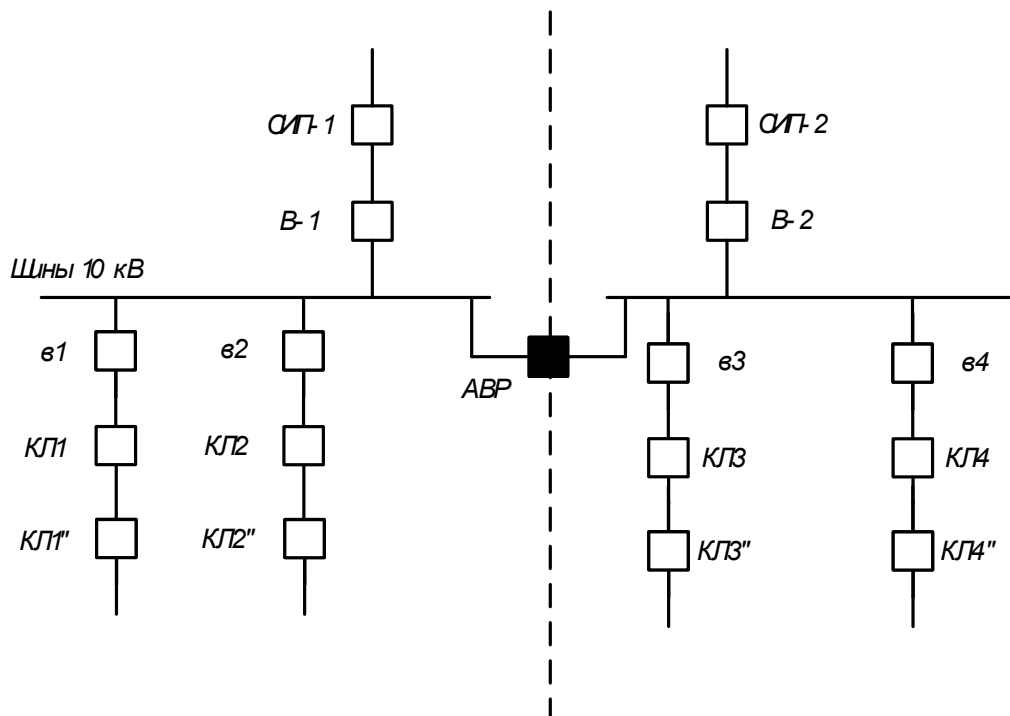 СИП-1
СИП-2
В-1
В-2
Шины 10 кВ
в1
в2
в3
в4
АВР
КЛ1
КЛ2
КЛ3
КЛ4
КЛ1"
КЛ2"
КЛ3"
КЛ4"